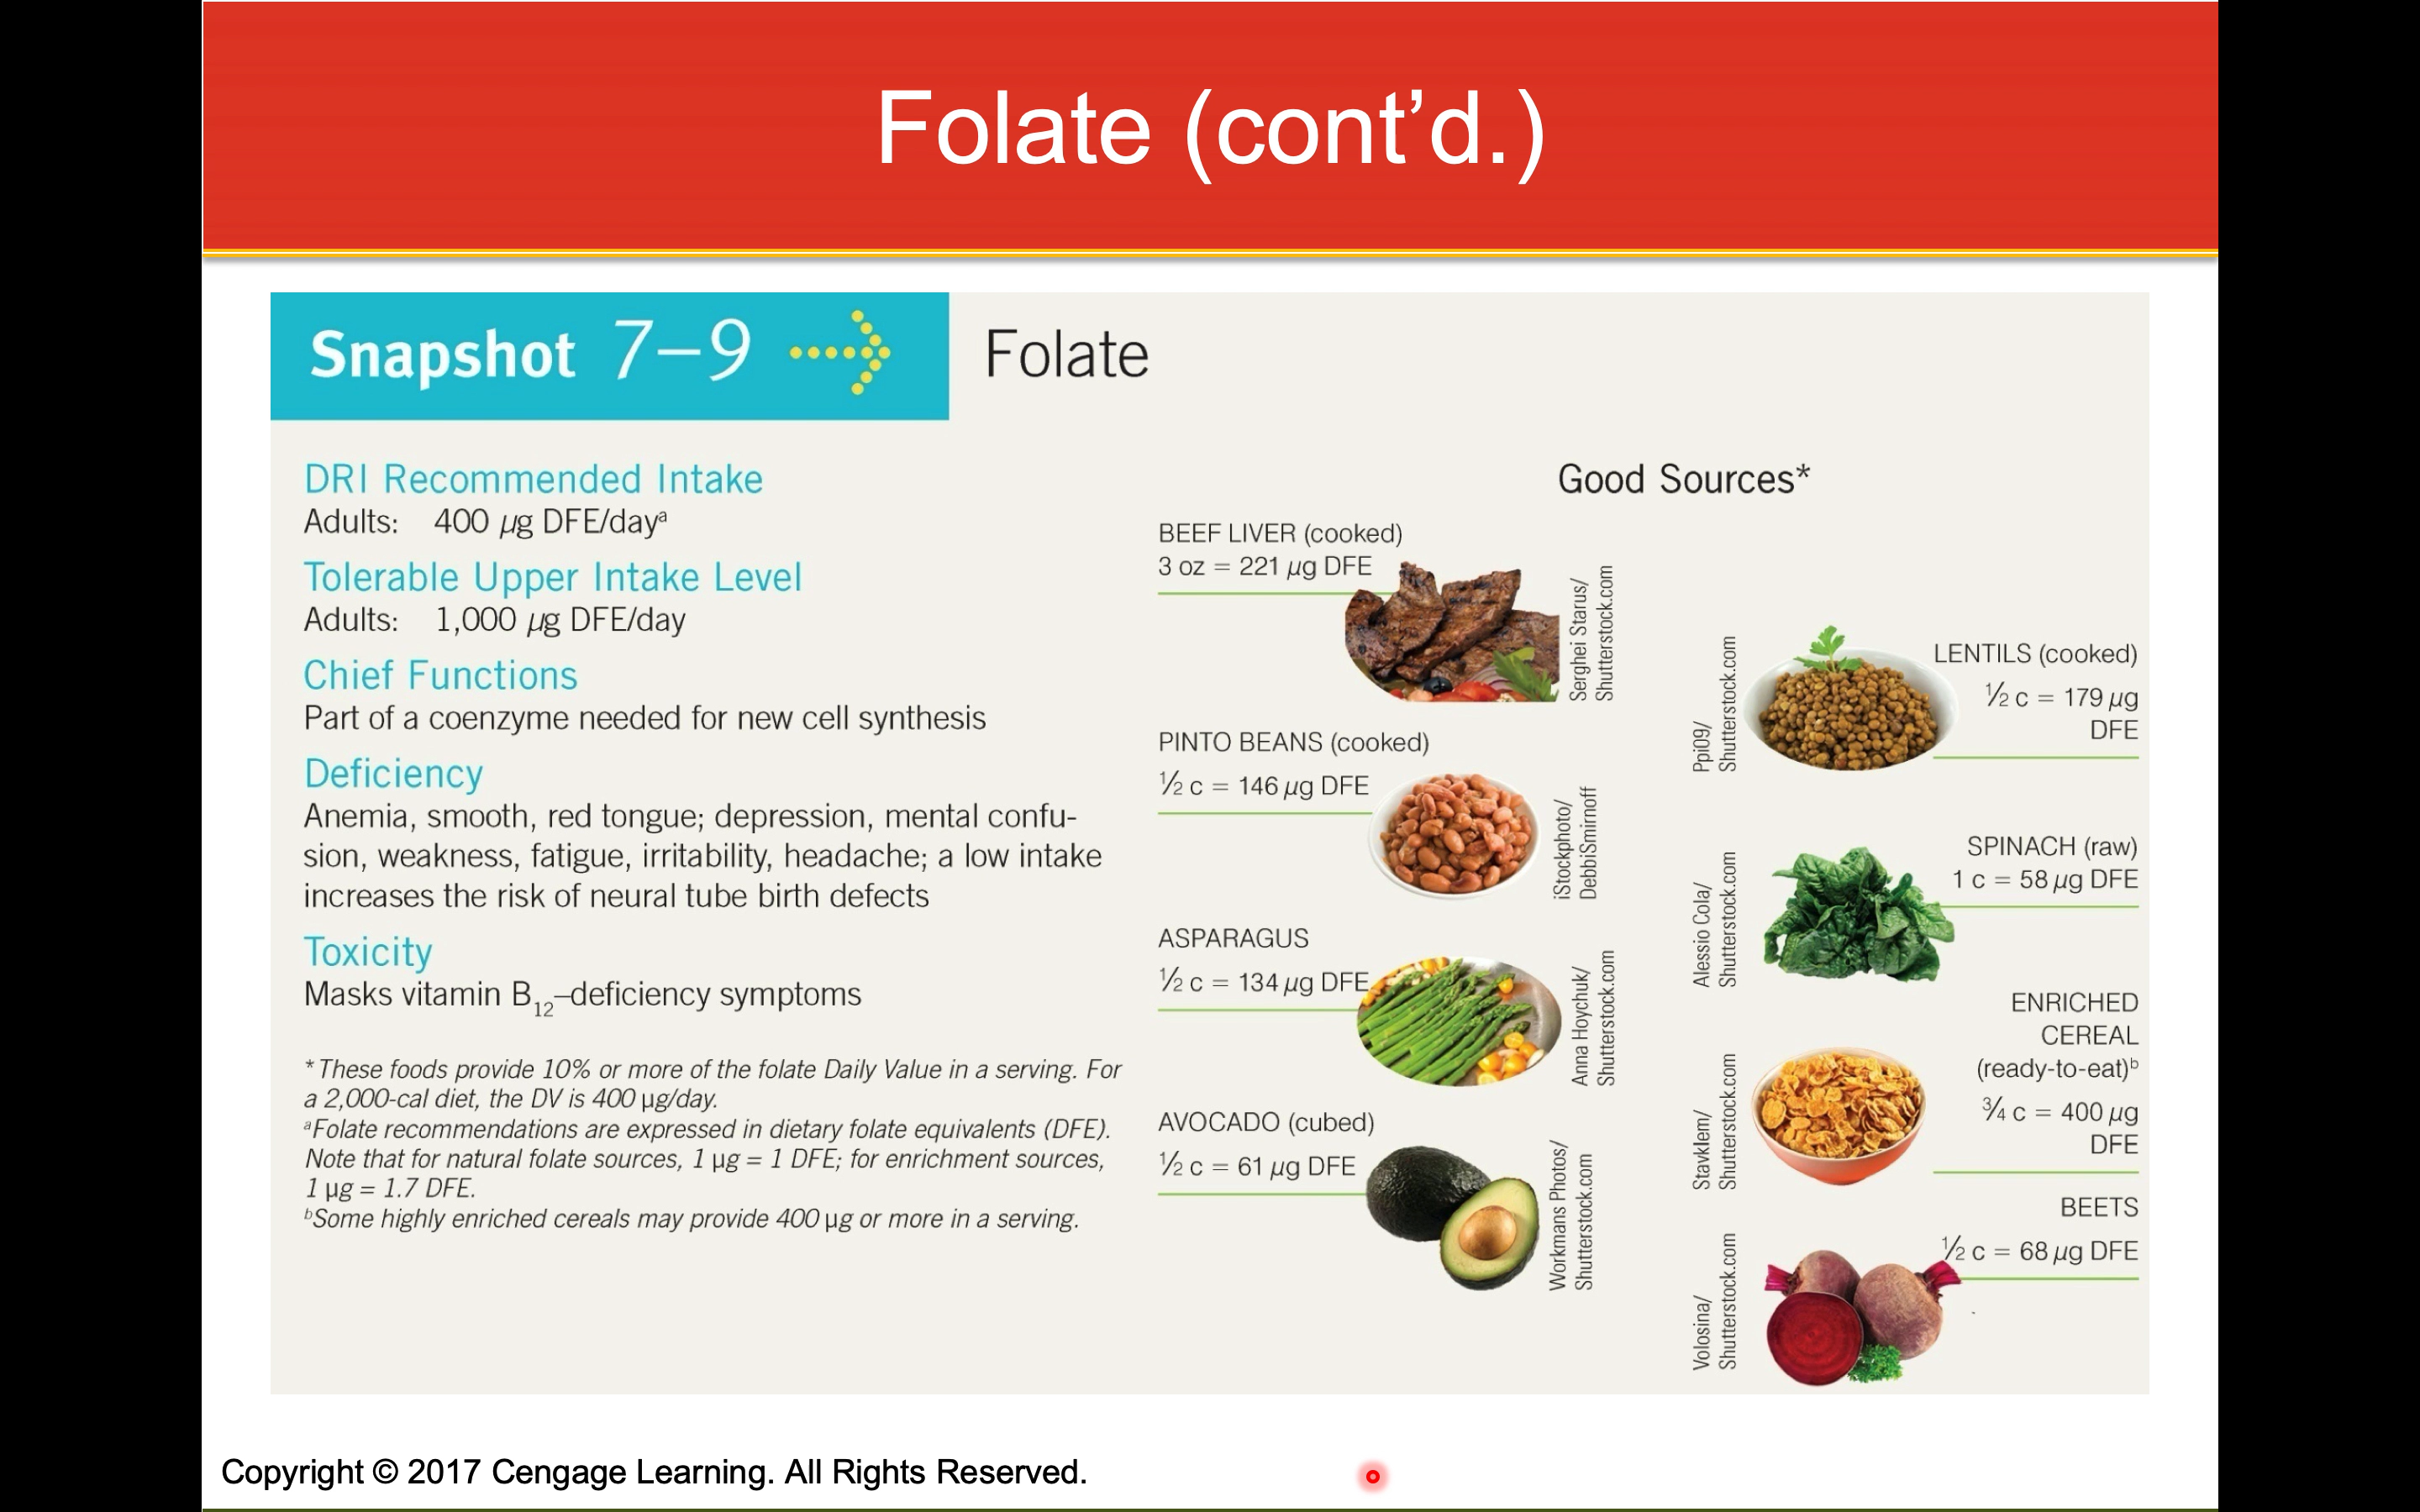 Folate (cont’d.)
Snapshot 7–9
Folate
DRI Recommended Intake
Adults: 400 µg DFE/dayᵃ
Tolerable Upper Intake Level
Adults: 1,000 µg DFE/day
Chief Functions
Part of a coenzyme needed for new cell synthesis
Deficiency
Anemia, smooth, red tongue; depression, mental confu-
sion, weakness, fatigue, irritability, headache; a low intake
increases the risk of neural tube birth defects
Toxicity
Masks vitamin B₁₂–deficiency symptoms
*These foods provide 10% or more of the folate Daily Value in a serving. For
a 2,000-cal diet, the DV is 400 µg/day.
ᵃFolate recommendations are expressed in dietary folate equivalents (DFE).
Note that for natural folate sources, 1 µg = 1 DFE; for enrichment sources,
1 µg = 1.7 DFE.
ᵇSome highly enriched cereals may provide 400 µg or more in a serving.
Good Sources*
BEEF LIVER (cooked)
3 oz = 221 µg DFE
Serghei Starus/
Shutterstock.com
PINTO BEANS (cooked)
½ c = 146 µg DFE
iStockphoto/
DebbiSmirnoff
ASPARAGUS
½ c = 134 µg DFE
Anna Hoychuk/
Shutterstock.com
AVOCADO (cubed)
½ c = 61 µg DFE
Workmans Photos/
Shutterstock.com
LENTILS (cooked)
½ c = 179 µg
DFE
Ppi09/
Shutterstock.com
SPINACH (raw)
1 c = 58 µg DFE
Alessio Cola/
Shutterstock.com
ENRICHED
CEREAL
(ready-to-eat)ᵇ
¾ c = 400 µg
DFE
Stavklem/
Shutterstock.com
BEETS
½ c = 68 µg DFE
Volosina/
Shutterstock.com
Copyright © 2017 Cengage Learning. All Rights Reserved.